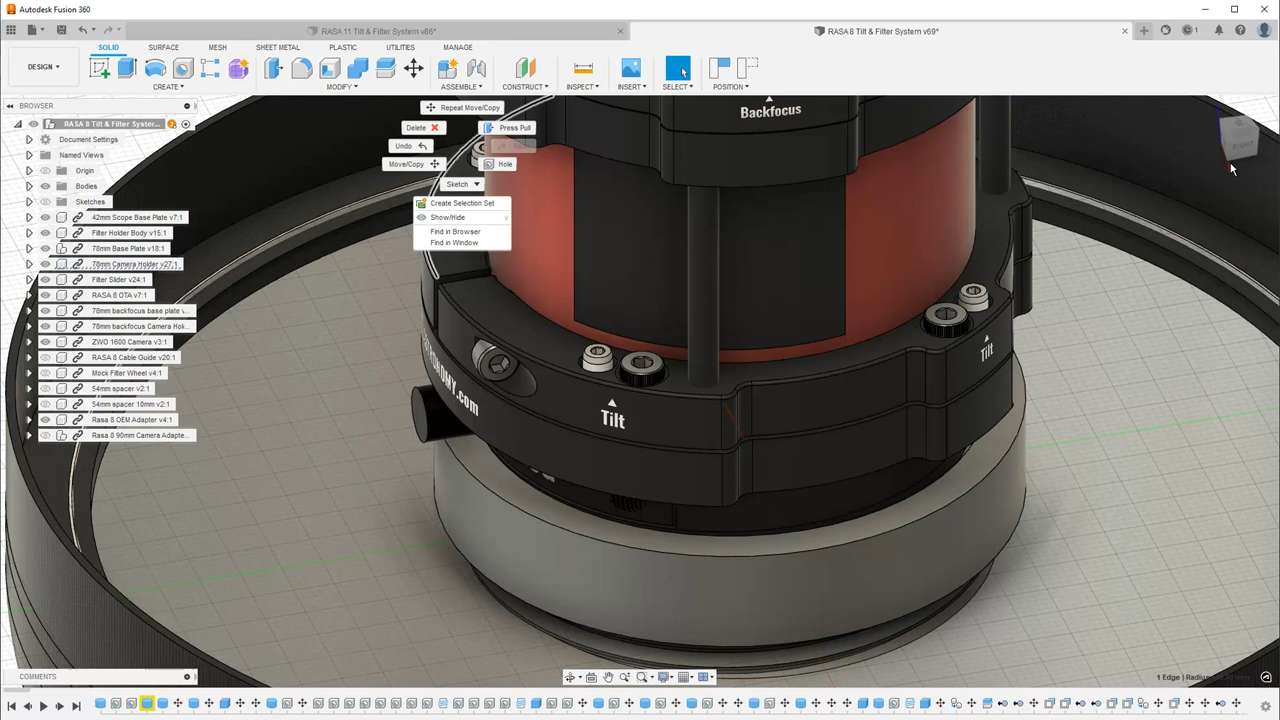 Autodesk Fusion 360
RASA 11 Tilt & Filter System v86*
RASA 8 Tilt & Filter System v69*
1
SOLID
SURFACE
MESH
SHEET METAL
PLASTIC
UTILITIES
MANAGE
DESIGN
CREATE
MODIFY
ASSEMBLE
CONSTRUCT
INSPECT
INSERT
SELECT
POSITION
BROWSER
RASA 8 Tilt & Filter Syster...
Document Settings
Named Views
Origin
Bodies
Sketches
42mm Scope Base Plate v7:1
Filter Holder Body v15:1
78mm Base Plate v18:1
78mm Camera Holder v27:1
Filter Slider v24:1
RASA 8 OTA v7:1
78mm backfocus base plate v...
78mm backfocus Camera Hol...
ZWO 1600 Camera v3:1
RASA 8 Cable Guide v20:1
Mock Filter Wheel v4:1
54mm spacer v2:1
54mm spacer 10mm v2:1
Rasa 8 OEM Adapter v4:1
Rasa 8 90mm Camera Adapte...
Repeat Move/Copy
Delete
Press Pull
Undo
Move/Copy
Hole
Sketch
Create Selection Set
Show/Hide
Find in Browser
Find in Window
Backfocus
RIGHT
Tilt
Tilt
COMMENTS
1 Edge | Radius